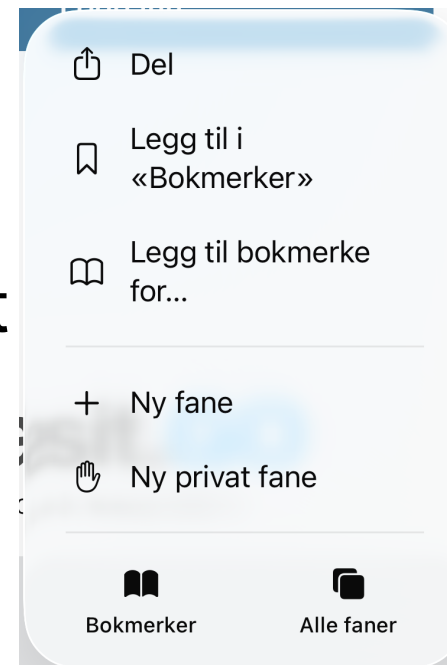 Del
Legg til i
«Bokmerker»
Legg til bokmerke
for...
Ny fane
Ny privat fane
Bokmerker
Alle faner